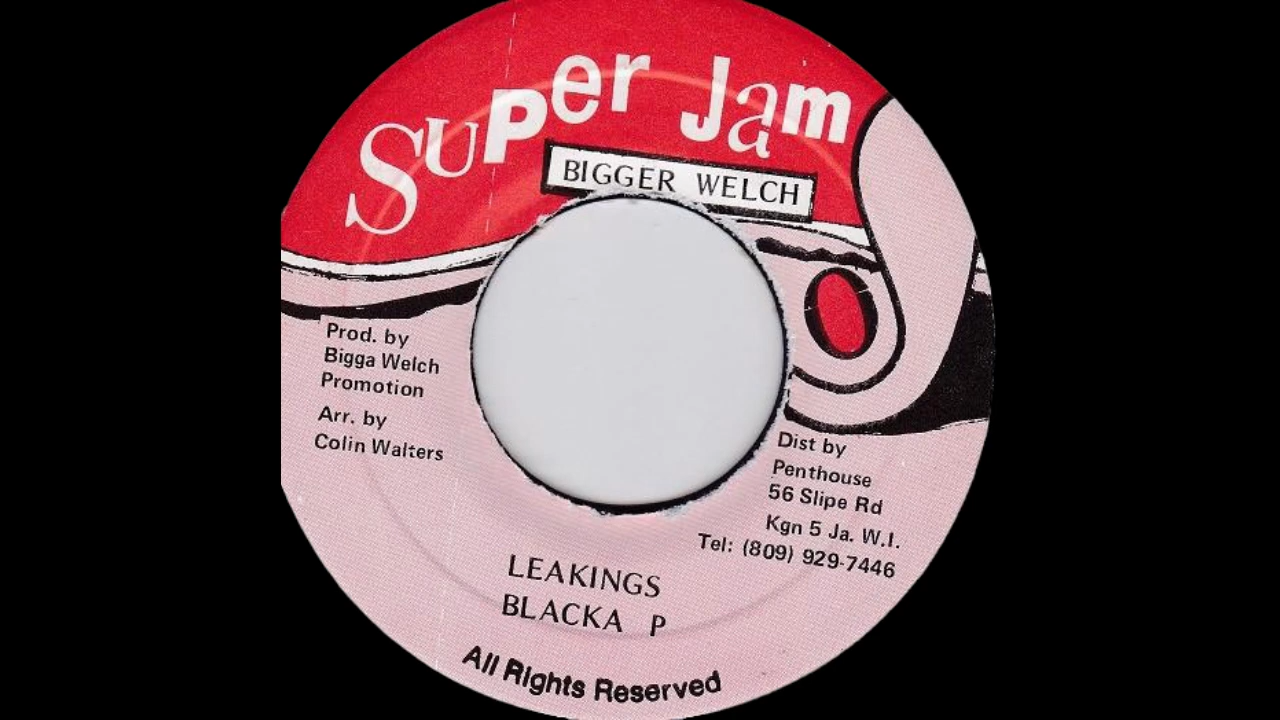 Super Jam
BIGGER WELCH
Prod. by
Bigga Welch
Promotion
Arr. by
Colin Walters
Dist by
Penthouse
56 Slipe Rd
Kgn 5 Ja. W.I.
Tel: (809) 929-7446
LEAKINGS
BLACKA P
All Rights Reserved